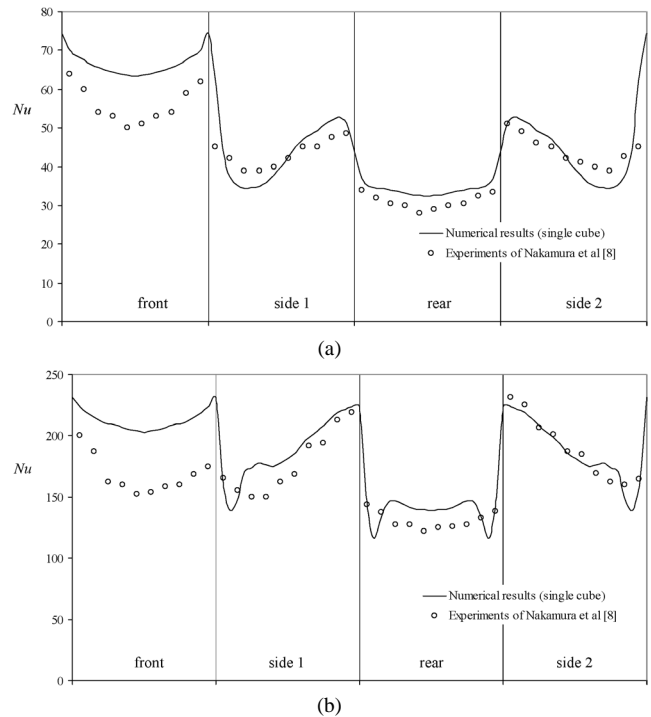 80
70
60
50
40
30
20
10
0
Nu
Numerical results (single cube)
Experiments of Nakamura et al [8]
front
side 1
rear
side 2
(a)
250
200
150
100
50
0
Nu
Numerical results (single cube)
Experiments of Nakamura et al [8]
front
side 1
rear
side 2
(b)